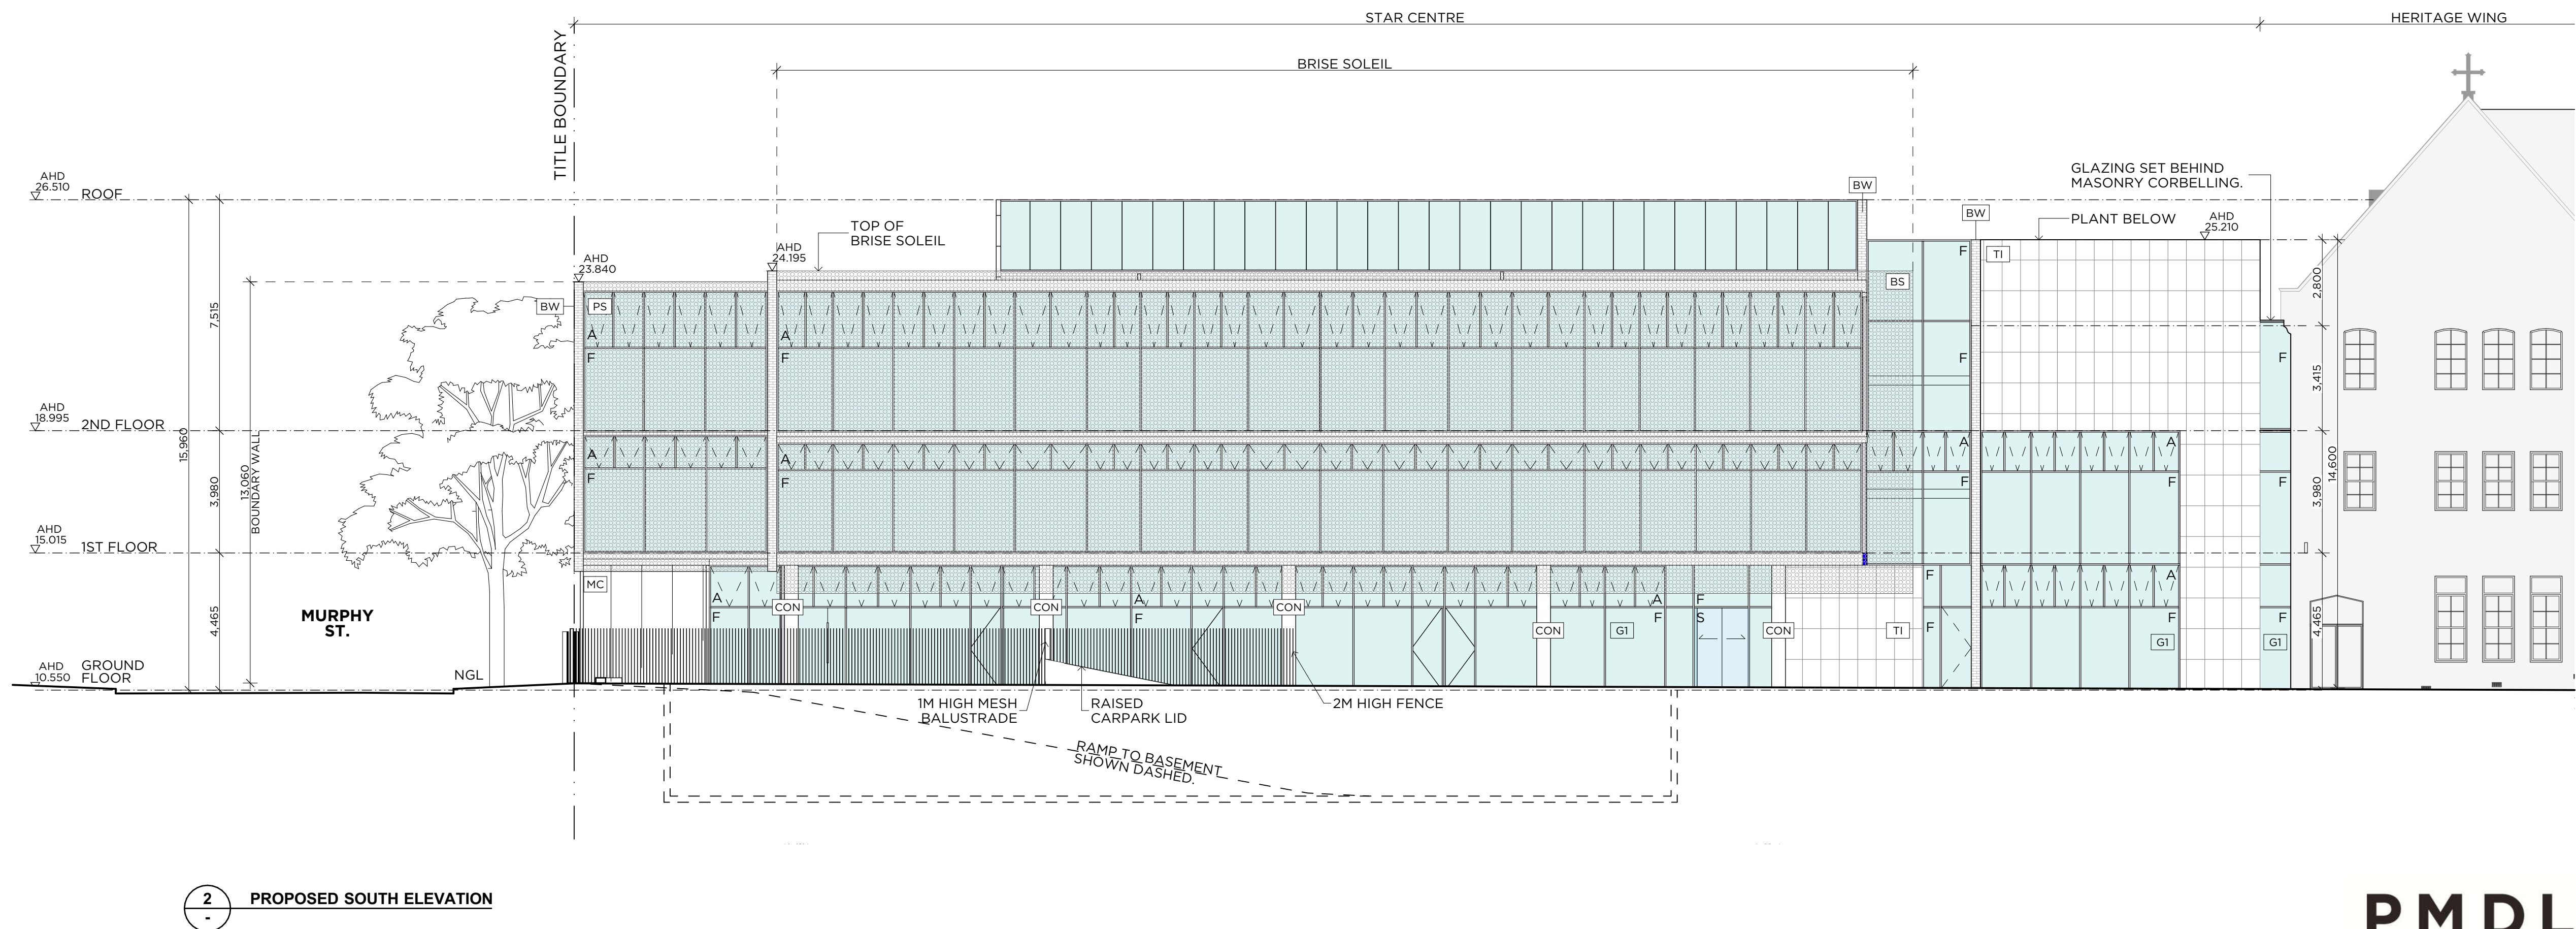 STAR CENTRE
HERITAGE WING
BRISE SOLEIL
TITLE BOUNDARY
GLAZING SET BEHIND
MASONRY CORBELLING.
AHD
26.510
ROOF
BW
BW
PLANT BELOW
AHD
25.210
TOP OF
BRISE SOLEIL
AHD
24.195
AHD
23.840
F
TI
BS
2,800
BW
PS
7,515
A
A
F
F
F
F
3,415
AHD
18.995
2ND FLOOR
15,960
13,060
BOUNDARY WALL
3,980
A
A
A
A
F
F
F
F
F
14,600
3,980
AHD
15.015
1ST FLOOR
MC
F
A
A
A
A
F
CON
CON
CON
CON
CON
F
F
F
S
G1
TI
F
F
F
G1
G1
4,465
4,465
MURPHY
ST.
AHD
10.550
GROUND
FLOOR
NGL
1M HIGH MESH
BALUSTRADE
RAISED
CARPARK LID
2M HIGH FENCE
RAMP TO BASEMENT
SHOWN DASHED.
2
-
PROPOSED SOUTH ELEVATION
PMDL